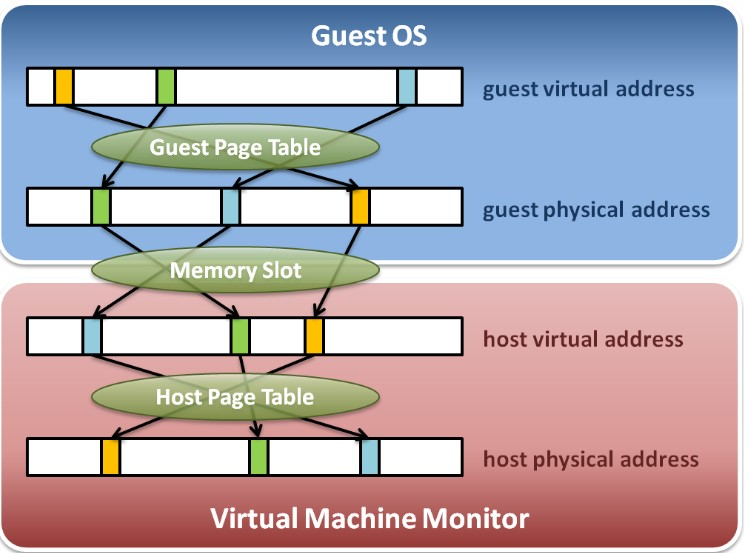 Guest OS
guest virtual address
Guest Page Table
guest physical address
Memory Slot
host virtual address
Host Page Table
host physical address
Virtual Machine Monitor